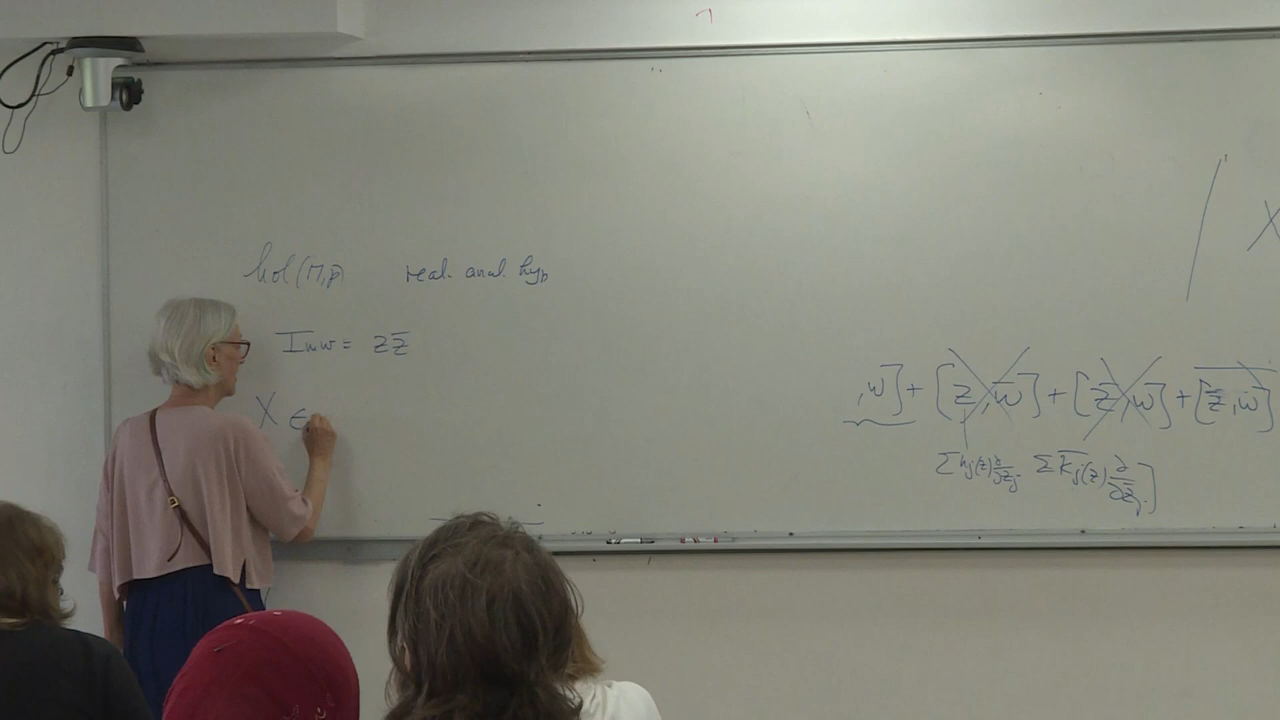 hol(M,p) real. anal. hyp
Im w = z z̄
X ∈
, w] + [z, w̄] + [z̄, w] + [z̄, w̄]
Σ hj(z) ∂/∂zj Σ k̄j(z) ∂/∂z̄j ]
X